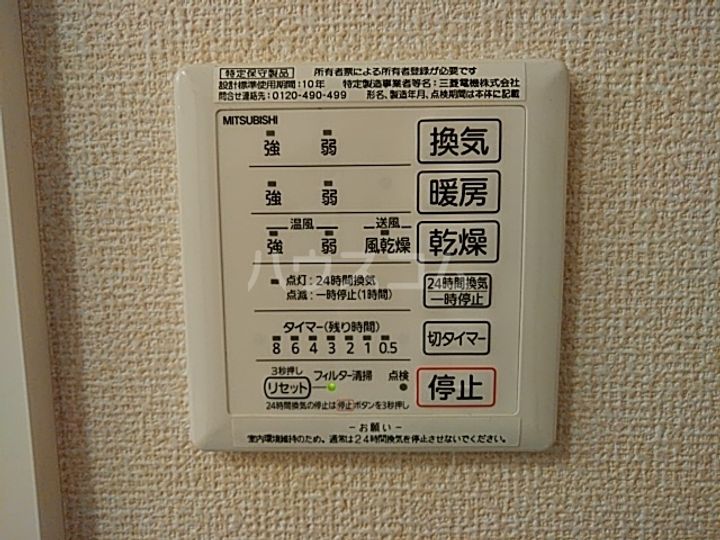 特定保守製品 所有者票による所有者登録が必要です
設計標準使用期間:10年 特定製造事業者等名:三菱電機株式会社
問合せ連絡先:0120-490-499 形名、製造年月、点検期間は本体に記載
MITSUBISHI
強 弱 換気
強 弱 暖房
温風 送風
強 弱 風乾燥 乾燥
点灯:24時間換気
点滅:一時停止(1時間)
24時間換気
一時停止
タイマー(残り時間)
8 6 4 3 2 1 0.5
切タイマー
3秒押し
リセット フィルター清掃 点検 停止
24時間換気の停止は停止ボタンを3秒押し
-お願い-
室内環境維持のため、通常は24時間換気を停止させないでください。
ハウスコム